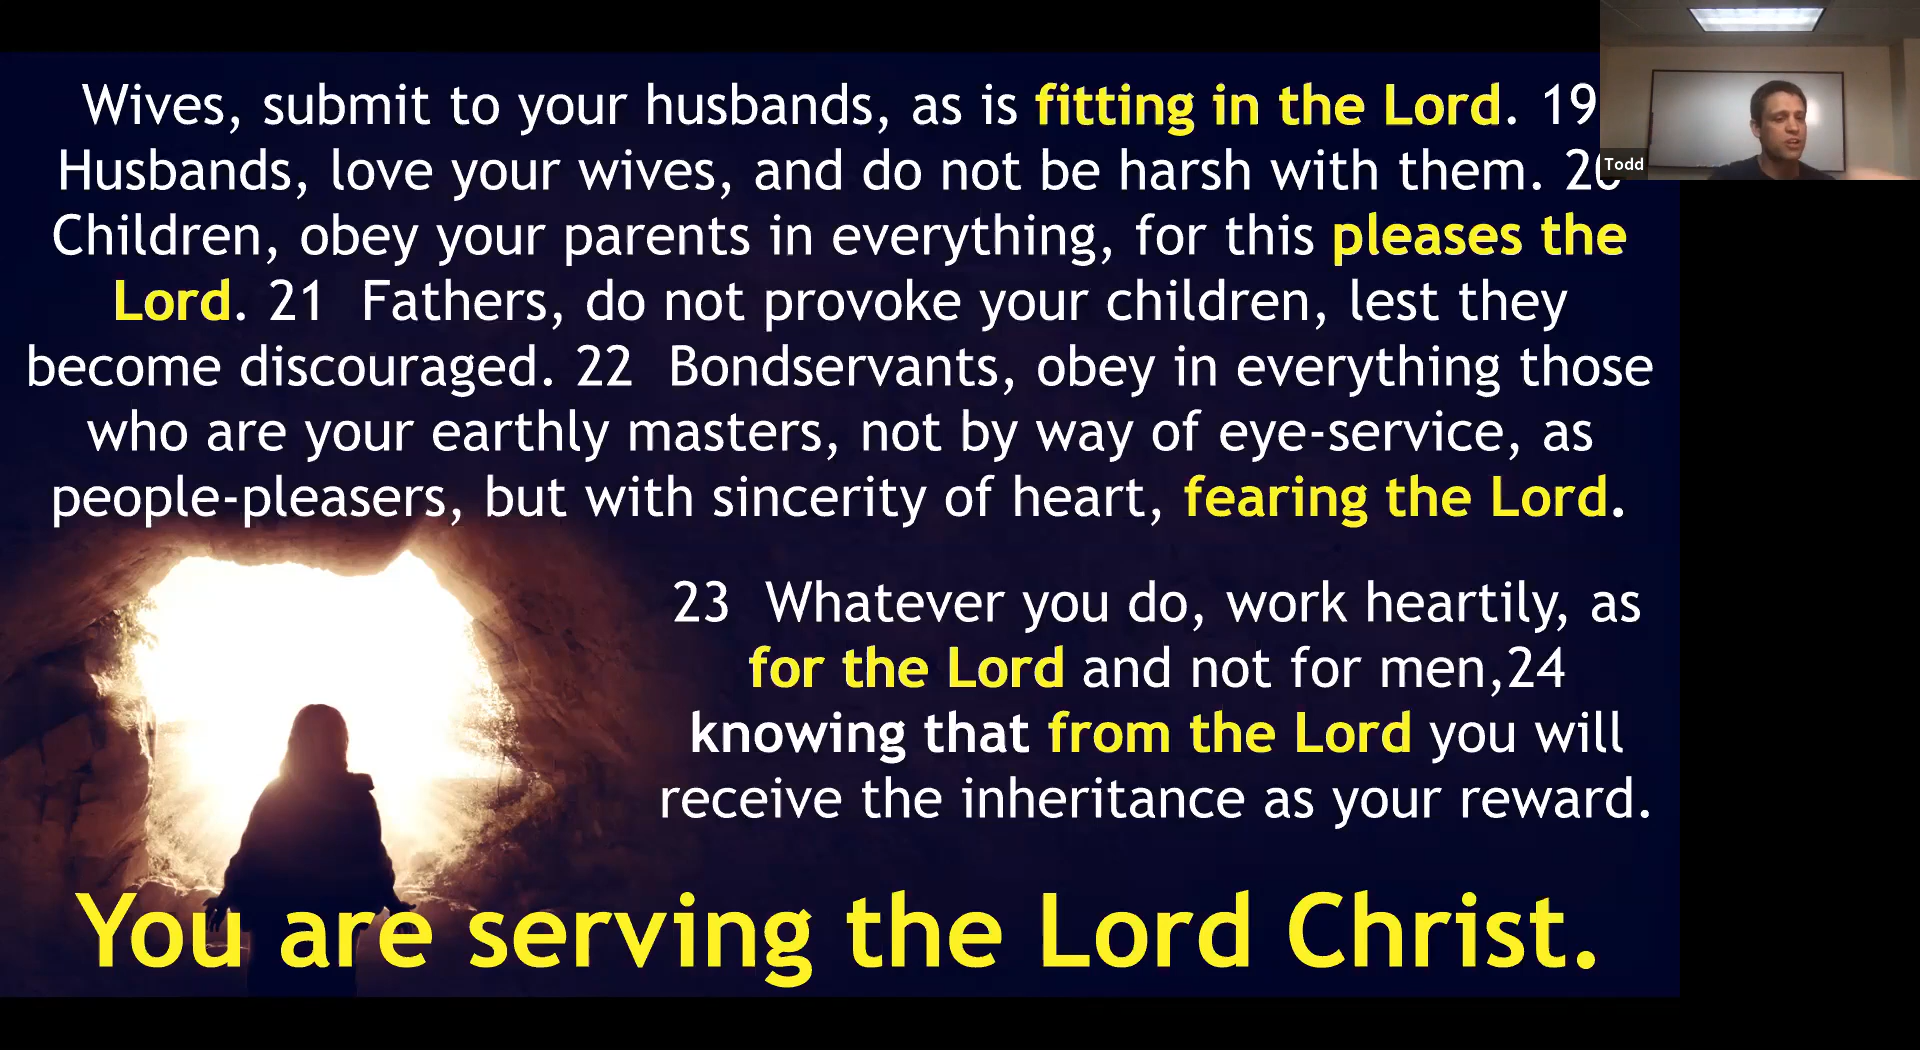 Wives, submit to your husbands, as is fitting in the Lord. 19
Husbands, love your wives, and do not be harsh with them. 20
Children, obey your parents in everything, for this pleases the
Lord. 21 Fathers, do not provoke your children, lest they
become discouraged. 22 Bondservants, obey in everything those
who are your earthly masters, not by way of eye-service, as
people-pleasers, but with sincerity of heart, fearing the Lord.
23 Whatever you do, work heartily, as
for the Lord and not for men,24
knowing that from the Lord you will
receive the inheritance as your reward.
You are serving the Lord Christ.
Todd